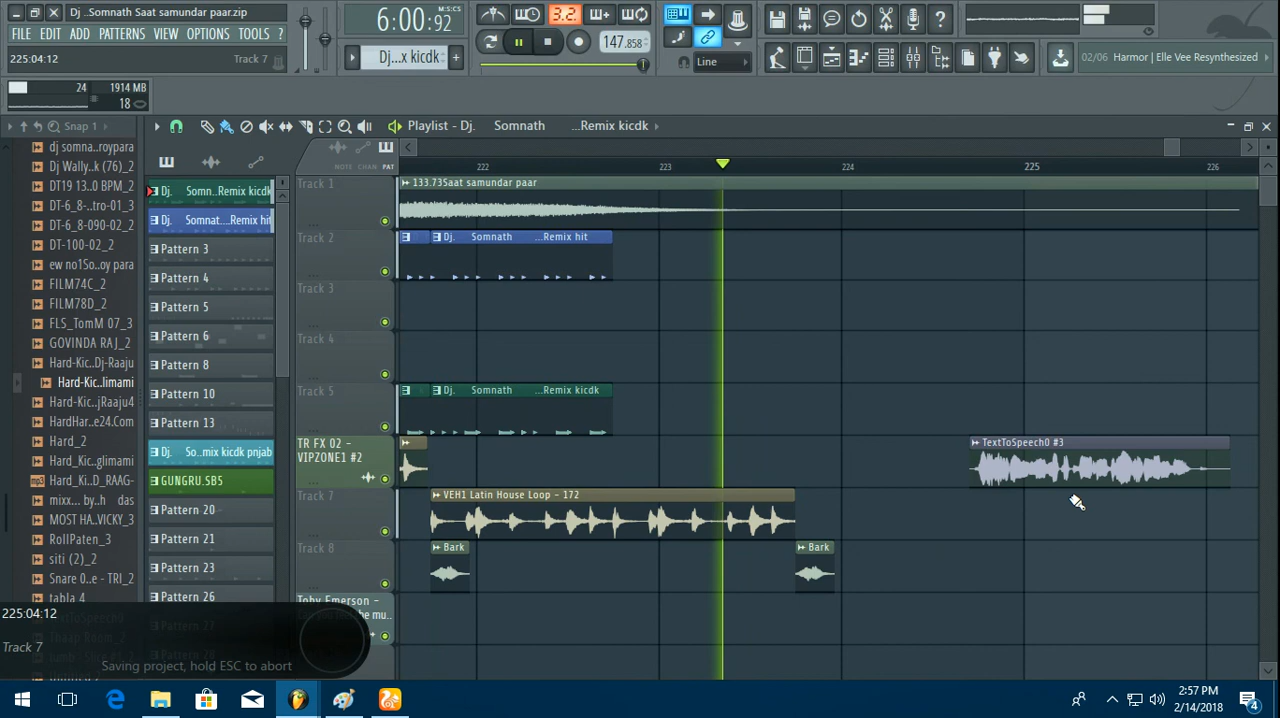 Dj ..Somnath Saat samundar paar.zip
FILE EDIT ADD PATTERNS VIEW OPTIONS TOOLS ?
225:04:12 Track 7
24 1914 MB
18
M:S:CS
6:00:92
3.2
Dj...x kicdk
147.858
Line
02/06 Harmor | Elle Vee Resynthesized
Snap 1
Playlist - Dj. Somnath ...Remix kicdk
NOTE CHAN PAT
222 223 224 225 226
dj somna..roypara
Dj Wally..k (76)_2
DT19 13..0 BPM_2
DT-6_8-..tro-01_3
DT-6_8-090-02_2
DT-100-02_2
ew no1So..oy para
FILM74C_2
FILM78D_2
FLS_TomM 07_3
GOVINDA RAJ_2
Hard-Kic..Dj-Raaju
Hard-Kic..limami
Hard-Kic..jRaaju4
HardHar..e24.Com
Hard_2
Hard_Ki..glimami
Hard_Ki..D_RAAG-
mixx... by..h das
MOST HA..VICKY_3
RollPaten_3
siti (2)_2
Snare 0..e - TRI_2
tabla 4
Dj. Somn..Remix kicdk
Dj. Somnat...Remix hit
Pattern 3
Pattern 4
Pattern 5
Pattern 6
Pattern 8
Pattern 10
Pattern 13
Dj. So..mix kicdk pnjab
GUNGRU.SB5
Pattern 20
Pattern 21
Pattern 23
Pattern 26
Pattern 27
Track 1
133.73Saat samundar paar
Track 2
Dj. Somnath ...Remix hit
Track 3
Track 4
Track 5
Dj. Somnath ...Remix kicdk
TR FX 02 -
VIPZONE1 #2
TextToSpeech0 #3
Track 7
VEH1 Latin House Loop - 172
Track 8
Bark
Bark
Toby Emerson -
225:04:12
Track 7
Saving project, hold ESC to abort
2:57 PM
2/14/2018
4